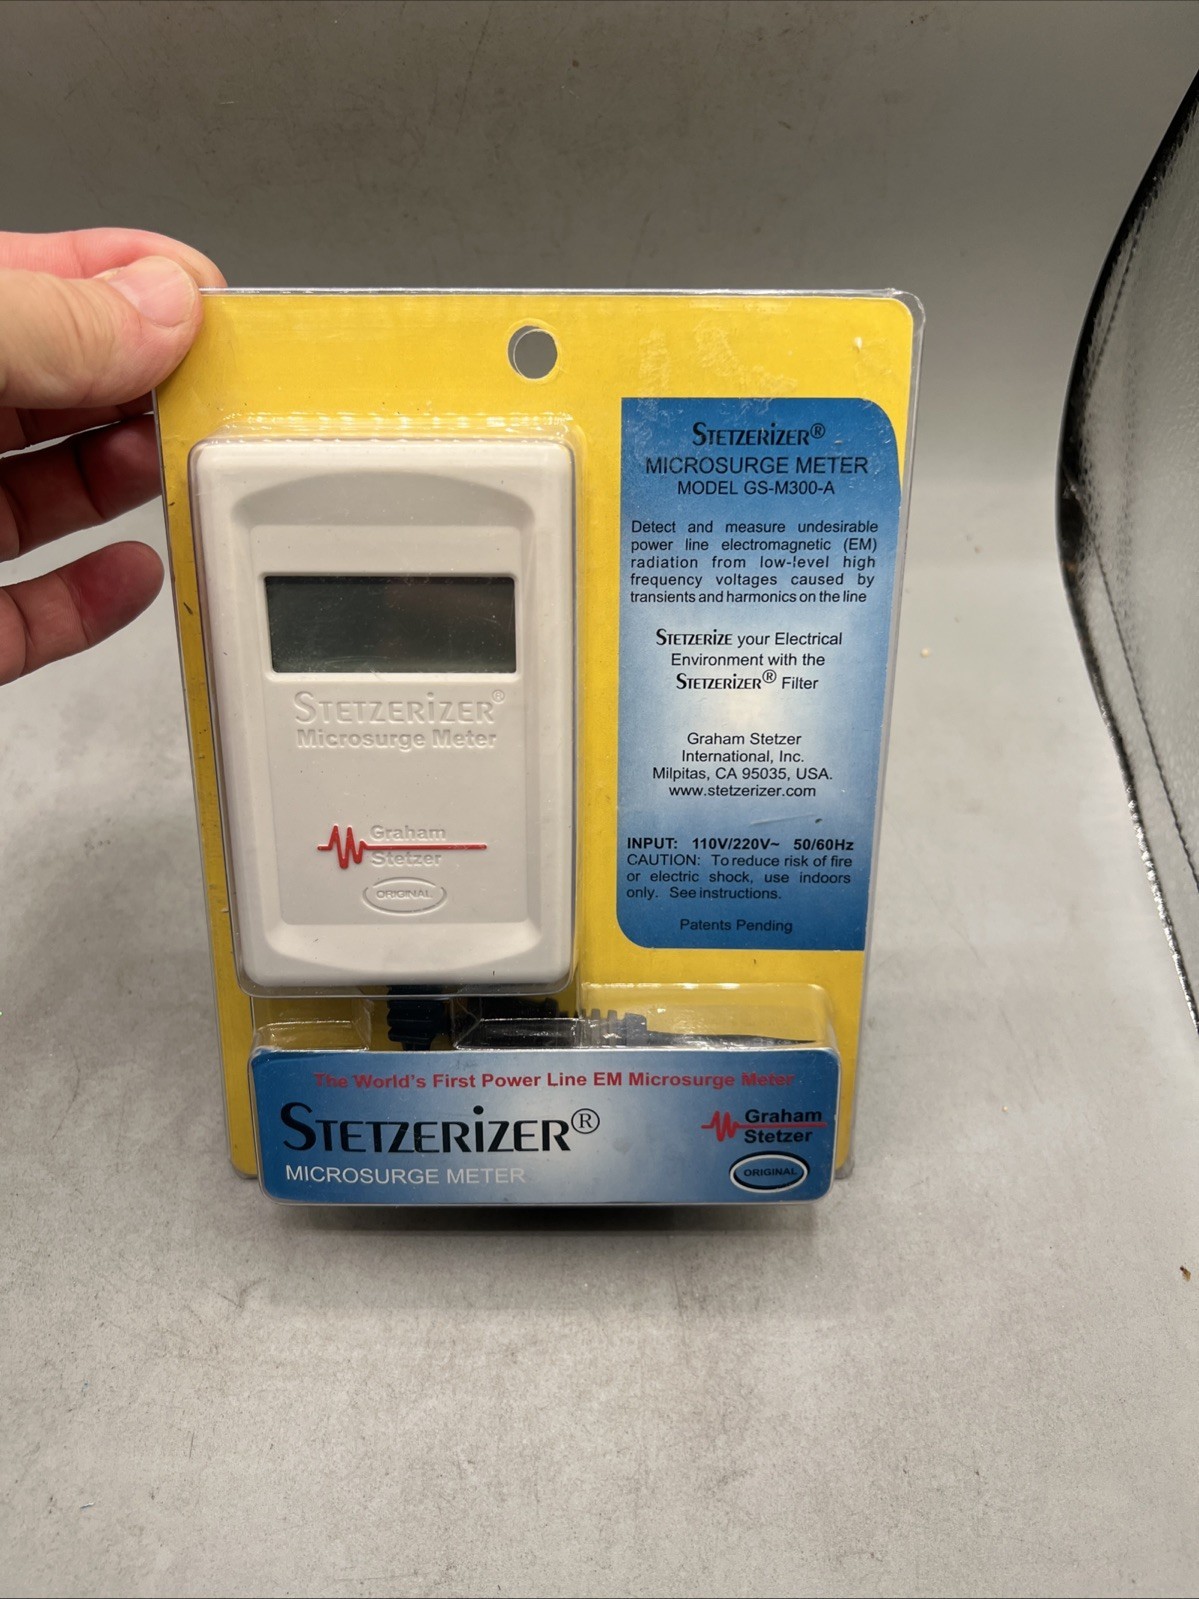 STETZERiZER®
Microsurge Meter
Graham
Stetzer
ORIGINAL
STETZERiZER®
MICROSURGE METER
MODEL GS-M300-A
Detect and measure undesirable
power line electromagnetic (EM)
radiation from low-level high
frequency voltages caused by
transients and harmonics on the line
STETZERiZE your Electrical
Environment with the
STETZERiZER® Filter
Graham Stetzer
International, Inc.
Milpitas, CA 95035, USA.
www.stetzerizer.com
INPUT: 110V/220V~ 50/60Hz
CAUTION: To reduce risk of fire
or electric shock, use indoors
only. See instructions.
Patents Pending
The World's First Power Line EM Microsurge Meter
STETZERiZER®
MICROSURGE METER
Graham
Stetzer
ORIGINAL